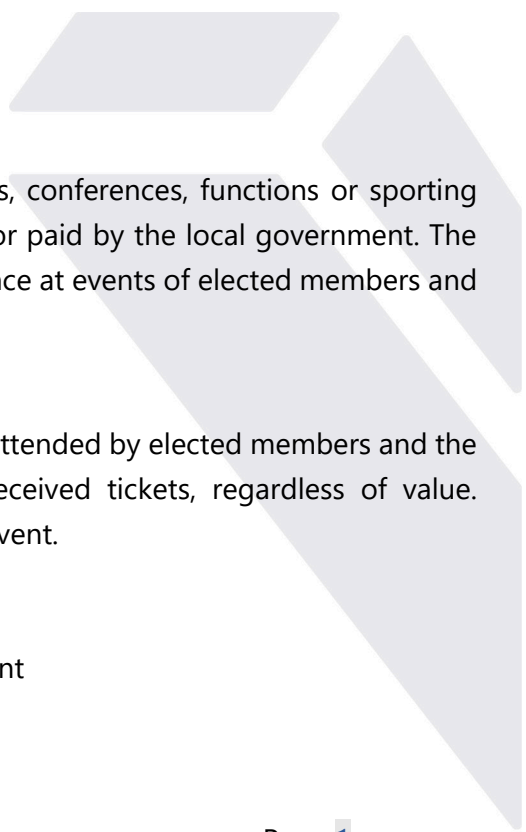 s, conferences, functions or sporting
or paid by the local government. The
nce at events of elected members and
attended by elected members and the
eceived tickets, regardless of value.
vent.
nt